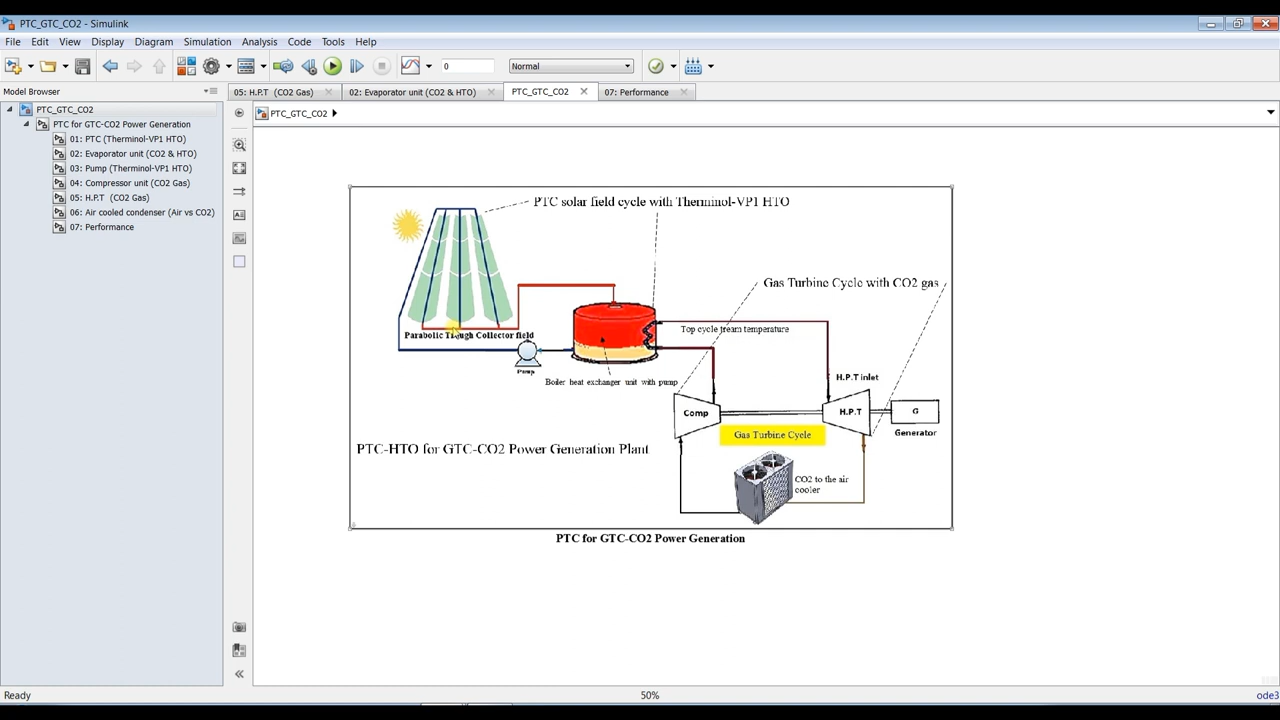 PTC_GTC_CO2 - Simulink
File Edit View Display Diagram Simulation Analysis Code Tools Help
0
Normal
Model Browser
05: H.P.T (CO2 Gas)
02: Evaporator unit (CO2 & HTO)
PTC_GTC_CO2
07: Performance
PTC_GTC_CO2
PTC_GTC_CO2
PTC for GTC-CO2 Power Generation
01: PTC (Therminol-VP1 HTO)
02: Evaporator unit (CO2 & HTO)
03: Pump (Therminol-VP1 HTO)
04: Compressor unit (CO2 Gas)
05: H.P.T (CO2 Gas)
06: Air cooled condenser (Air vs CO2)
07: Performance
PTC solar field cycle with Therminol-VP1 HTO
Gas Turbine Cycle with CO2 gas
Top cycle tream temperature
Parabolic Trough Collector field
Pump
Boiler heat exchanger unit with pump
H.P.T inlet
Comp
H.P.T
G
Generator
Gas Turbine Cycle
PTC-HTO for GTC-CO2 Power Generation Plant
CO2 to the air
cooler
PTC for GTC-CO2 Power Generation
Ready
50%
ode3